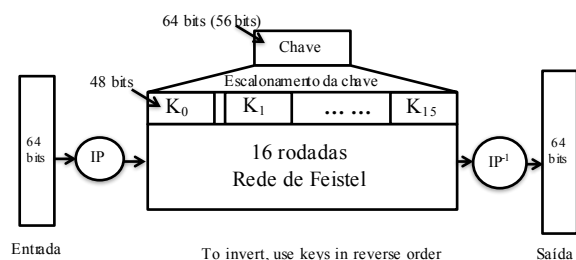 64 bits (56 bits)
Chave
48 bits
Escalonamento da chave
K0
K1
... ...
K15
64 bits
IP
16 rodadas
Rede de Feistel
IP-1
64 bits
Entrada
To invert, use keys in reverse order
Saída